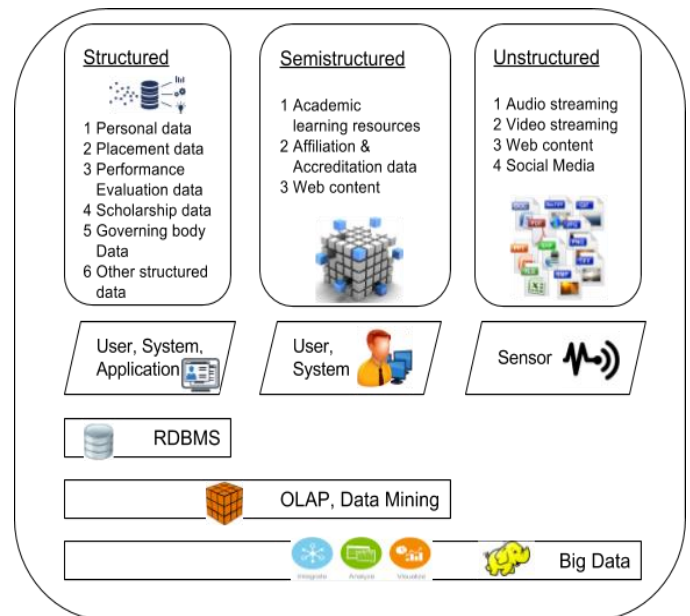 Structured
1 Personal data
2 Placement data
3 Performance
Evaluation data
4 Scholarship data
5 Governing body
Data
6 Other structured
data
Semistructured
1 Academic
learning resources
2 Affiliation &
Accreditation data
3 Web content
Unstructured
1 Audio streaming
2 Video streaming
3 Web content
4 Social Media
User, System,
Application
User,
System
Sensor
RDBMS
OLAP, Data Mining
Integrate
Analyze
Visualize
Big Data